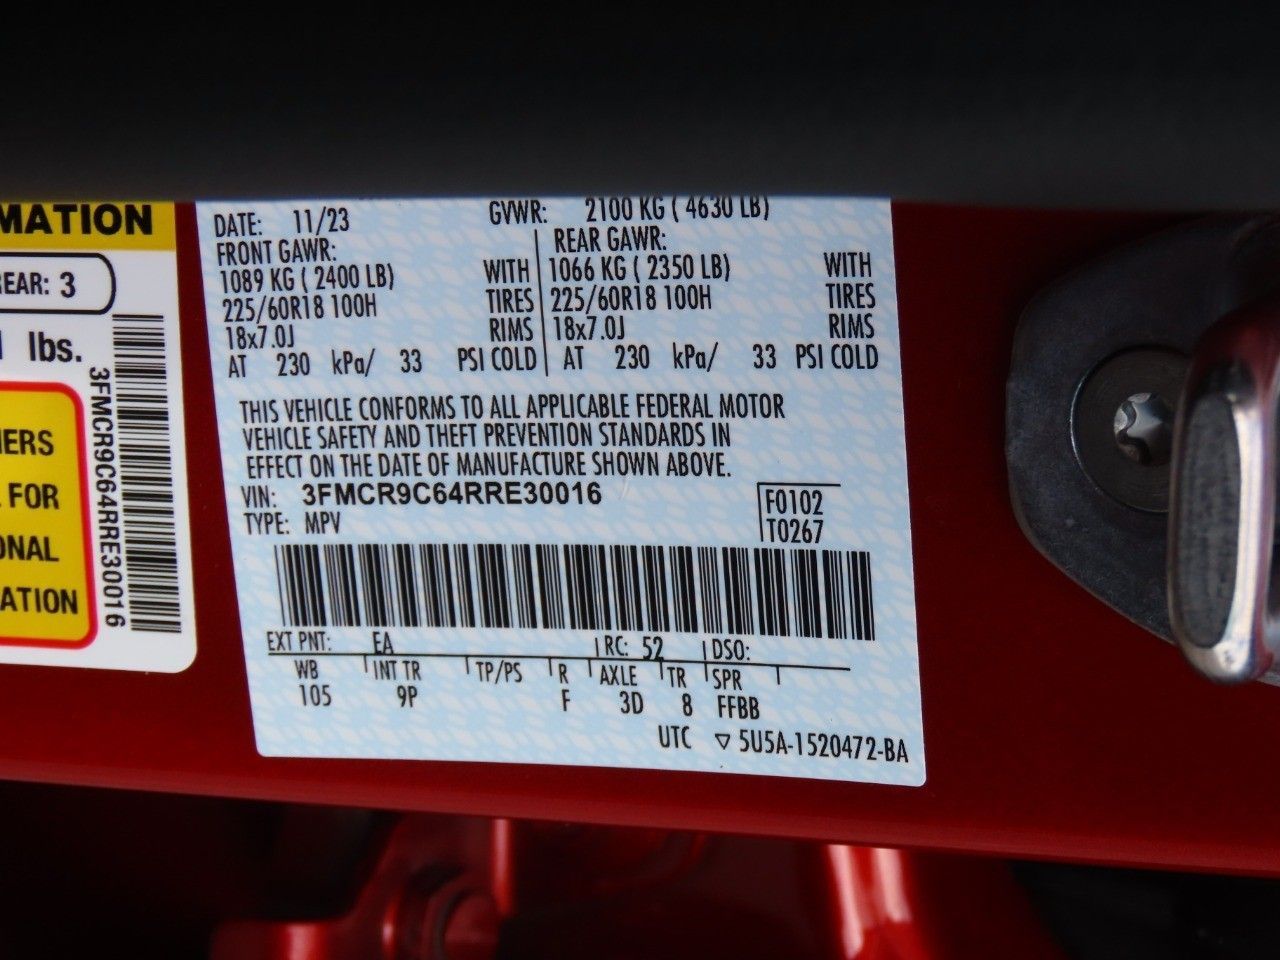 MATION
REAR: 3
lbs.
3FMCR9C64RRE30016
FOR
ONAL
ATION
DATE: 11/23 GVWR: 2100 KG ( 4630 LB)
FRONT GAWR: REAR GAWR:
1089 KG ( 2400 LB) WITH 1066 KG ( 2350 LB) WITH
225/60R18 100H TIRES 225/60R18 100H TIRES
18x7.0J RIMS 18x7.0J RIMS
AT 230 kPa/ 33 PSI COLD AT 230 kPa/ 33 PSI COLD
THIS VEHICLE CONFORMS TO ALL APPLICABLE FEDERAL MOTOR
VEHICLE SAFETY AND THEFT PREVENTION STANDARDS IN
EFFECT ON THE DATE OF MANUFACTURE SHOWN ABOVE.
VIN: 3FMCR9C64RRE30016 F0102
TYPE: MPV T0267
EXT PNT: EA RC: 52 DSO:
WB INT TR TP/PS R AXLE TR SPR
105 9P F 3D 8 FFBB
UTC ▽ 5U5A-1520472-BA